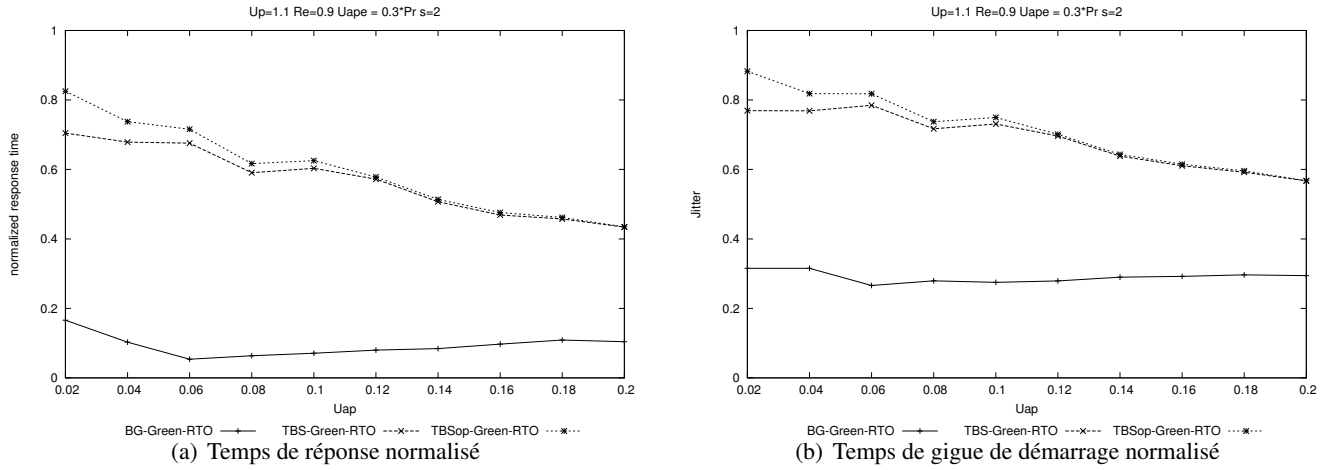 Up=1.1 Re=0.9 Uape = 0.3*Pr s=2
1
0.8
0.6
0.4
0.2
0
normalized response time
0.02 0.04 0.06 0.08 0.1 0.12 0.14 0.16 0.18 0.2
Uap
BG-Green-RTO TBS-Green-RTO TBSop-Green-RTO
(a) Temps de réponse normalisé
Up=1.1 Re=0.9 Uape = 0.3*Pr s=2
1
0.8
0.6
0.4
0.2
0
Jitter
0.02 0.04 0.06 0.08 0.1 0.12 0.14 0.16 0.18 0.2
Uap
BG-Green-RTO TBS-Green-RTO TBSop-Green-RTO
(b) Temps de gigue de démarrage normalisé